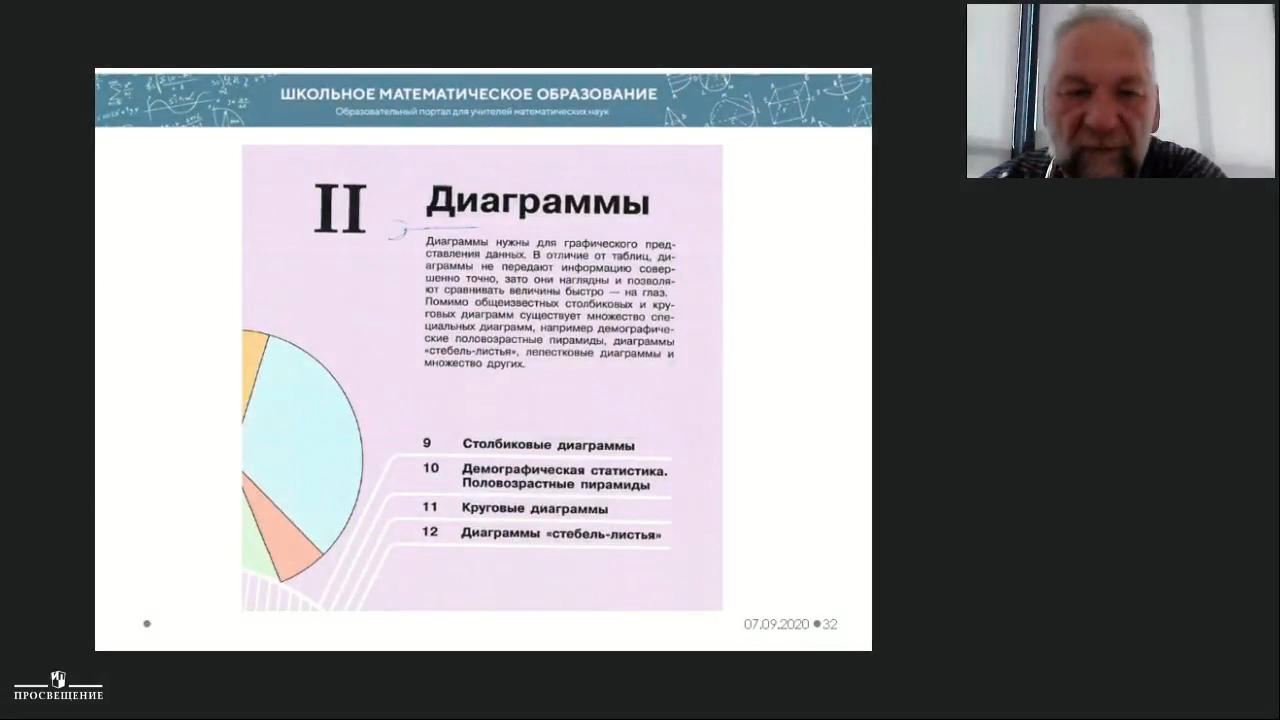 ШКОЛЬНОЕ МАТЕМАТИЧЕСКОЕ ОБРАЗОВАНИЕ
Образовательный портал для учителей математических наук
II
Диаграммы
Диаграммы нужны для графического пред-
ставления данных. В отличие от таблиц, ди-
аграммы не передают информацию совер-
шенно точно, зато они наглядны и позволя-
ют сравнивать величины быстро — на глаз.
Помимо общеизвестных столбиковых и кру-
говых диаграмм существует множество спе-
циальных диаграмм, например демографиче-
ские половозрастные пирамиды, диаграммы
«стебель-листья», лепестковые диаграммы и
множество других.
9 Столбиковые диаграммы
10 Демографическая статистика.
Половозрастные пирамиды
11 Круговые диаграммы
12 Диаграммы «стебель-листья»
07.09.2020 32
ПРОСВЕЩЕНИЕ